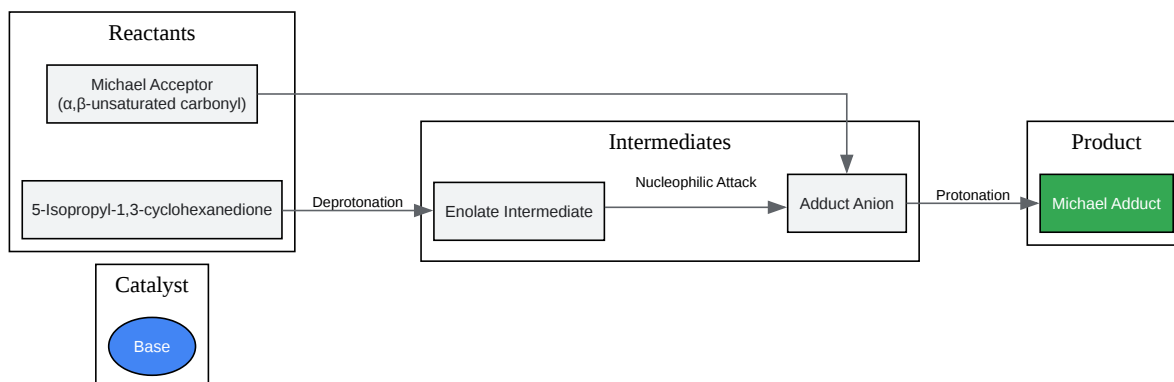 Reactants
Michael Acceptor
(α,β-unsaturated carbonyl)
5-Isopropyl-1,3-cyclohexanedione
Deprotonation
Intermediates
Enolate Intermediate
Nucleophilic Attack
Adduct Anion
Protonation
Product
Michael Adduct
Catalyst
Base